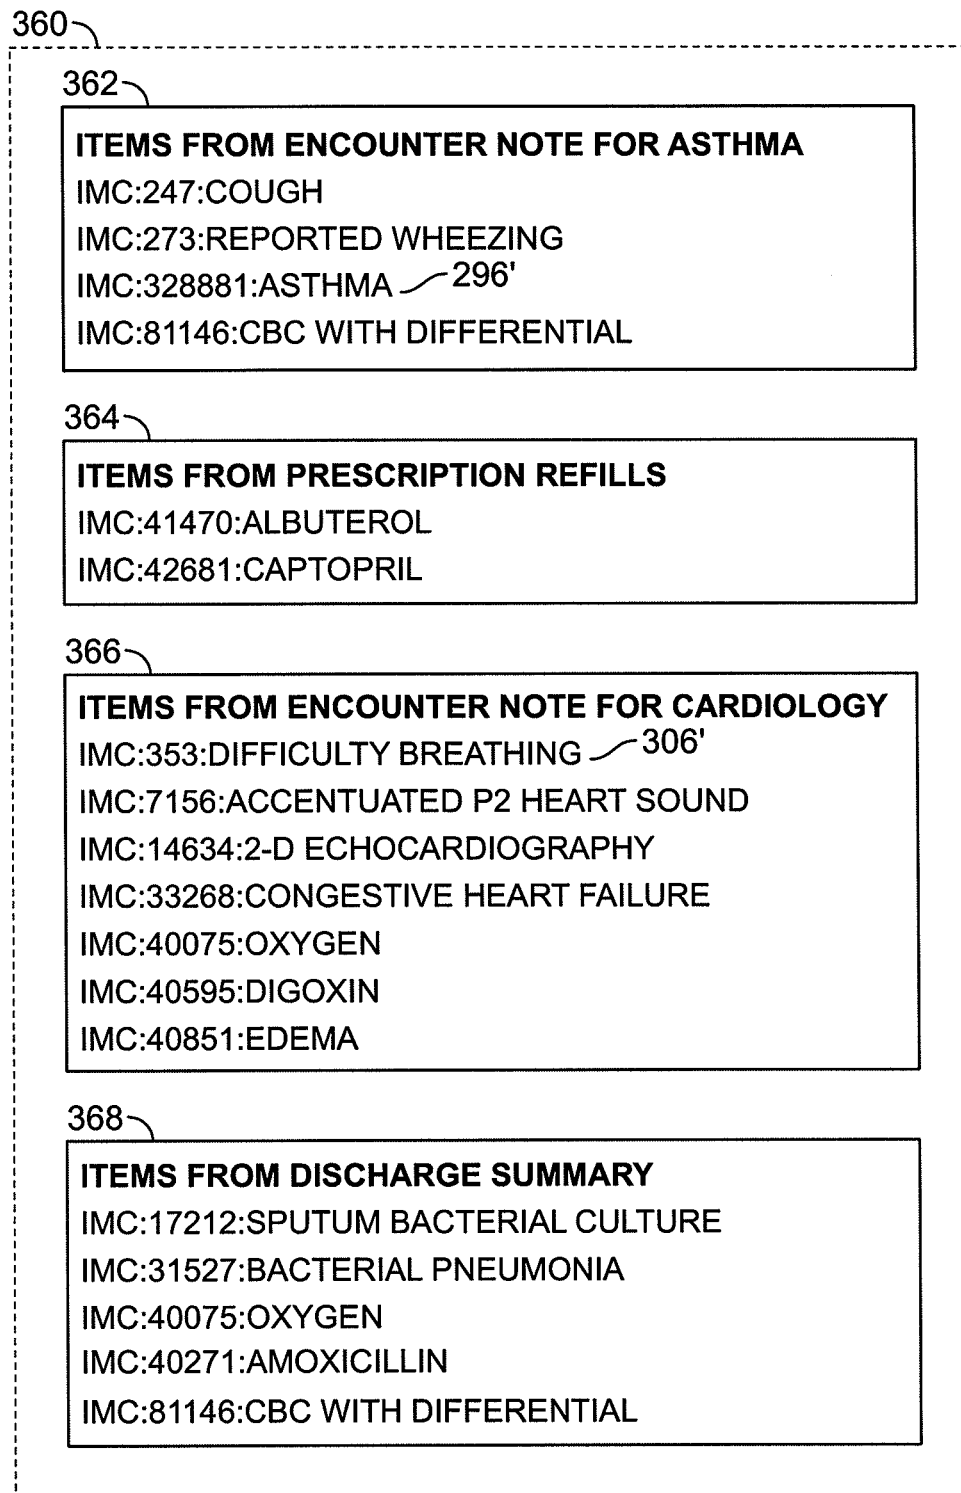 360
362
ITEMS FROM ENCOUNTER NOTE FOR ASTHMA
IMC:247:COUGH
IMC:273:REPORTED WHEEZING
IMC:328881:ASTHMA 296'
IMC:81146:CBC WITH DIFFERENTIAL
364
ITEMS FROM PRESCRIPTION REFILLS
IMC:41470:ALBUTEROL
IMC:42681:CAPTOPRIL
366
ITEMS FROM ENCOUNTER NOTE FOR CARDIOLOGY
IMC:353:DIFFICULTY BREATHING 306'
IMC:7156:ACCENTUATED P2 HEART SOUND
IMC:14634:2-D ECHOCARDIOGRAPHY
IMC:33268:CONGESTIVE HEART FAILURE
IMC:40075:OXYGEN
IMC:40595:DIGOXIN
IMC:40851:EDEMA
368
ITEMS FROM DISCHARGE SUMMARY
IMC:17212:SPUTUM BACTERIAL CULTURE
IMC:31527:BACTERIAL PNEUMONIA
IMC:40075:OXYGEN
IMC:40271:AMOXICILLIN
IMC:81146:CBC WITH DIFFERENTIAL